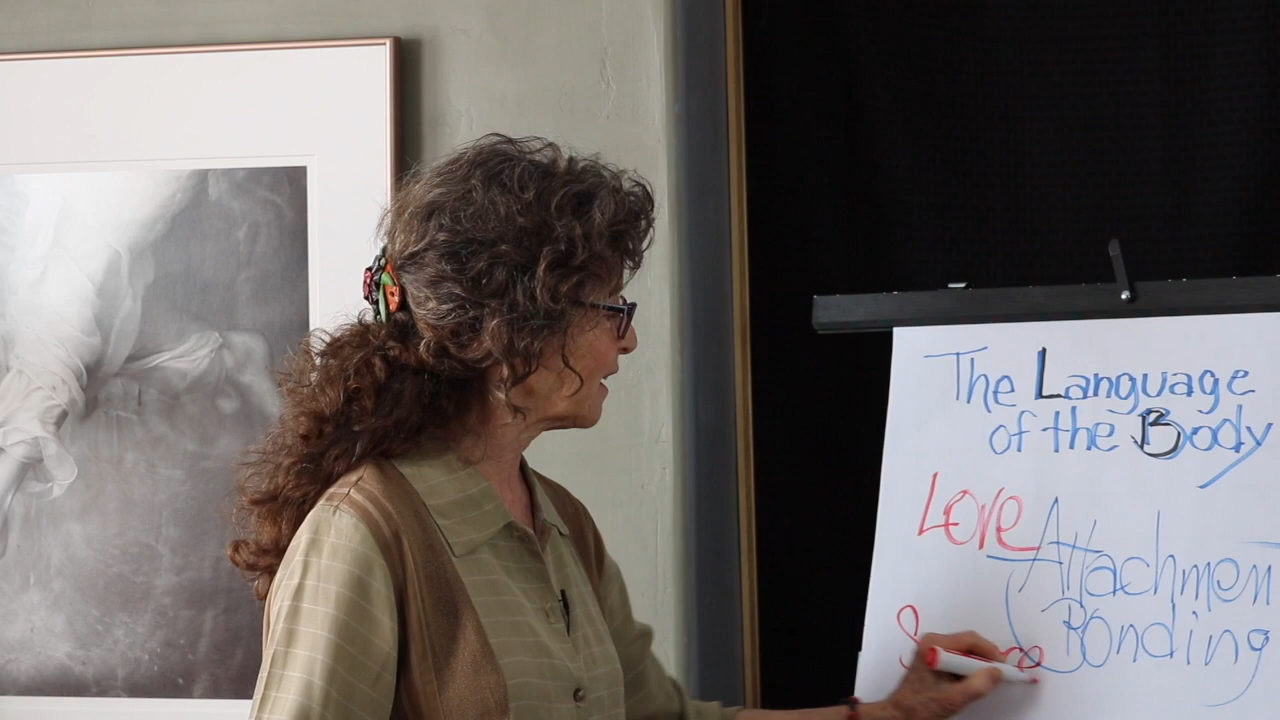 The Language
of the Body
Love
Attachment
Bonding